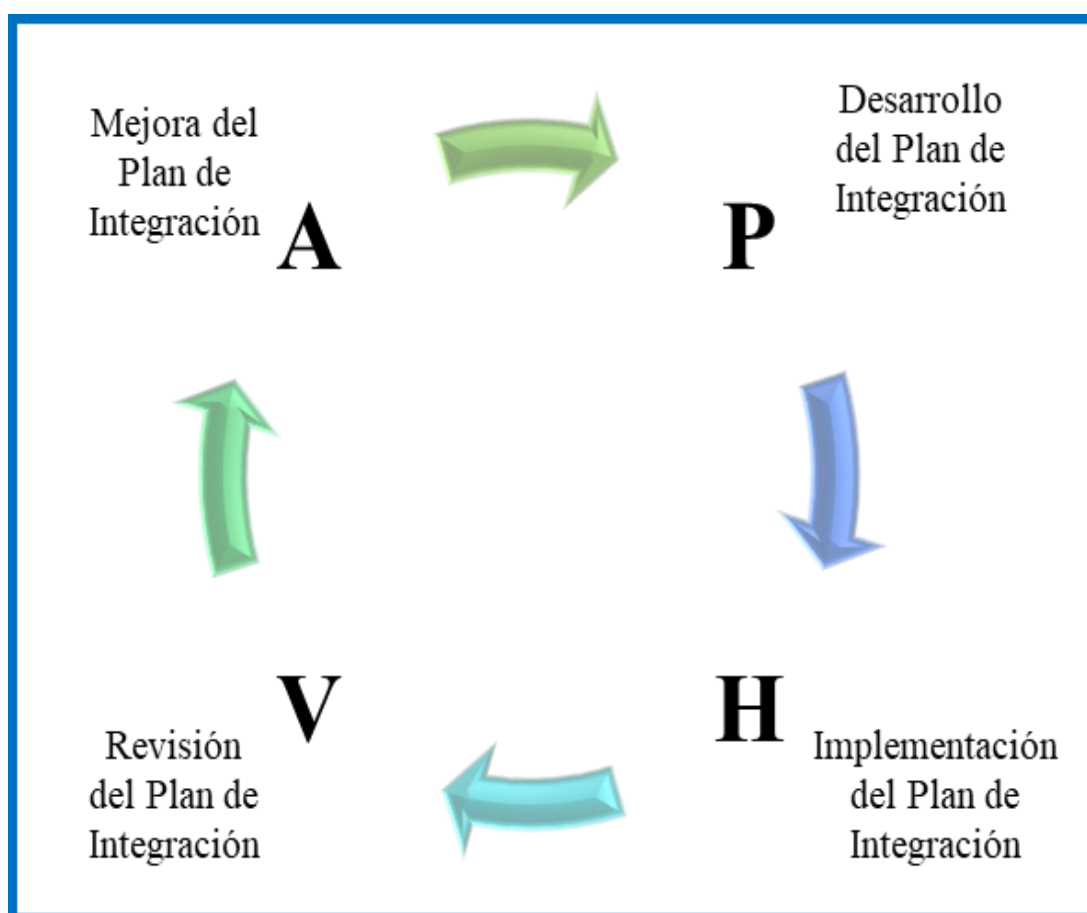 Mejora del
Plan de
Integración
A
P
Desarrollo
del Plan de
Integración
V
Revisión
del Plan de
Integración
H
Implementación
del Plan de
Integración